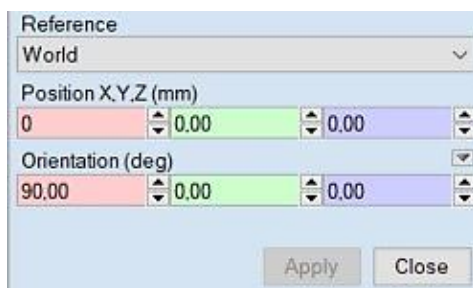 Reference
World
Position X,Y,Z (mm)
0 0.00 0.00
Orientation (deg)
90.00 0.00 0.00
Apply Close